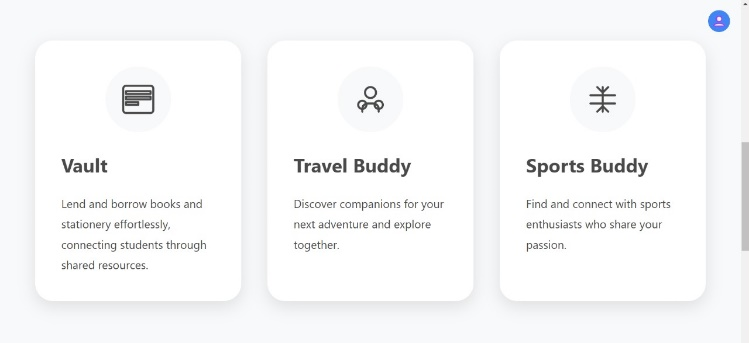 Vault
Lend and borrow books and
stationery effortlessly,
connecting students through
shared resources.
Travel Buddy
Discover companions for your
next adventure and explore
together.
Sports Buddy
Find and connect with sports
enthusiasts who share your
passion.